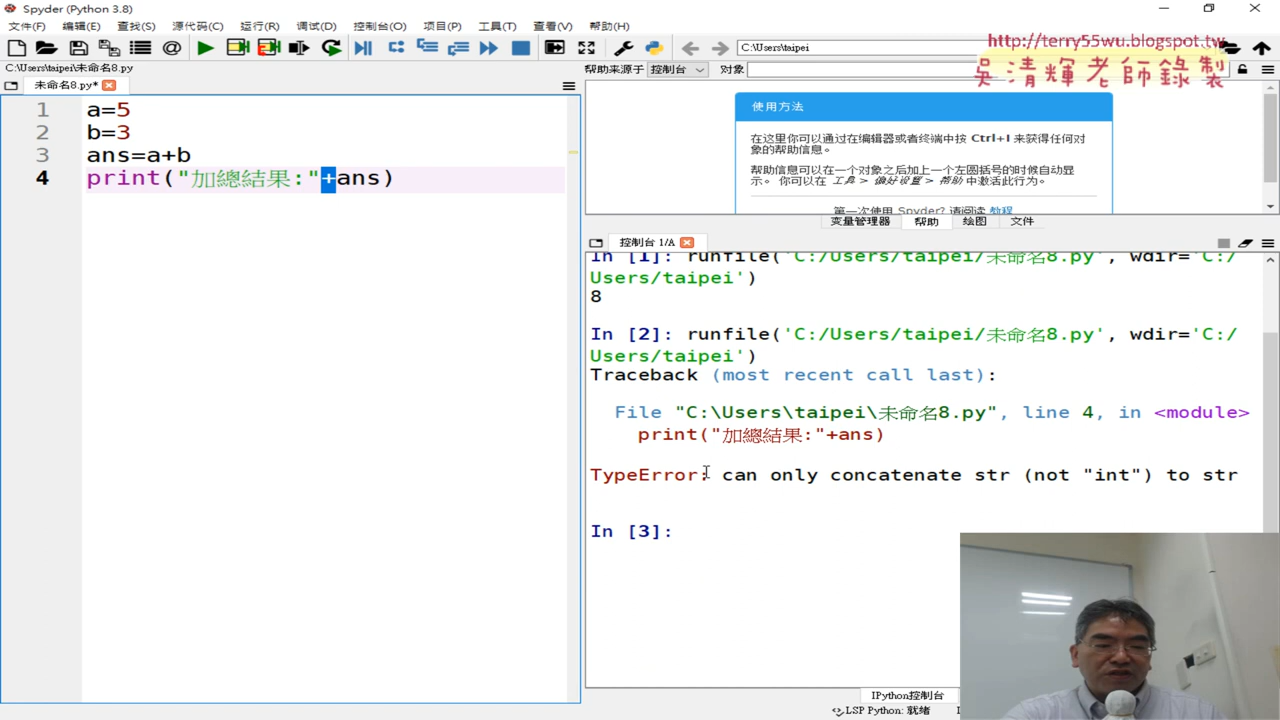 Spyder (Python 3.8)
文件(F) 编辑(E) 查找(S) 源代码(C) 运行(R) 调试(D) 控制台(O) 项目(P) 工具(T) 查看(V) 帮助(H)
C:\Users\taipei
http://terry55wu.blogspot.tw
吳清輝老師錄製
C:\Users\taipei\未命名8.py
帮助来源于 控制台 对象
未命名8.py*
1 a=5
2 b=3
3 ans=a+b
4 print("加總結果:"+ans)
使用方法
在这里你可以通过在编辑器或者终端中按 Ctrl+I 来获得任何对
象的帮助信息。
帮助信息可以在一个对象之后加上一个左圆括号的时候自动显
示。 你可以在 工具 > 偏好设置 > 帮助 中激活此行为。
第一次使用 Spyder? 请阅读 教程
变量管理器 帮助 绘图 文件
控制台 1/A
In [1]: runfile('C:/Users/taipei/未命名8.py', wdir='C:/
Users/taipei')
8
In [2]: runfile('C:/Users/taipei/未命名8.py', wdir='C:/
Users/taipei')
Traceback (most recent call last):
File "C:\Users\taipei\未命名8.py", line 4, in <module>
print("加總結果:"+ans)
TypeError: can only concatenate str (not "int") to str
In [3]:
IPython控制台
LSP Python: 就绪